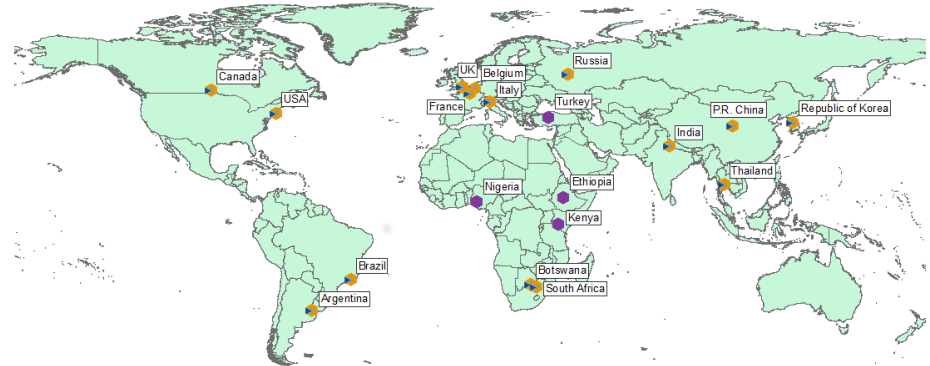 Russia
UK
Belgium
Canada
Italy
USA
France
Turkey
P.R. China
Republic of Korea
India
Thailand
Nigeria
Ethiopia
Kenya
Brazil
Botswana
South Africa
Argentina